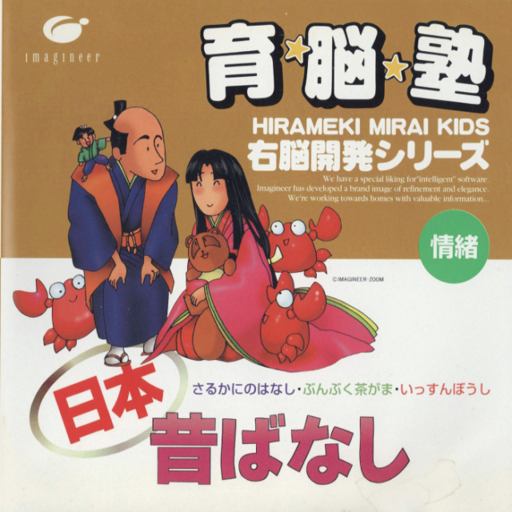 imagineer
育★脳★塾
HIRAMEKI MIRAI KIDS
右脳開発シリーズ
We have a special liking for"intelligent" software.
Imagineer has developed a brand image of refinement and elegance.
We're working towards homes with valuable information...
情緒
©IMAGINEER·ZOOM
さるかにのはなし・ぶんぶく茶がま・いっすんぼうし
日本
昔ばなし